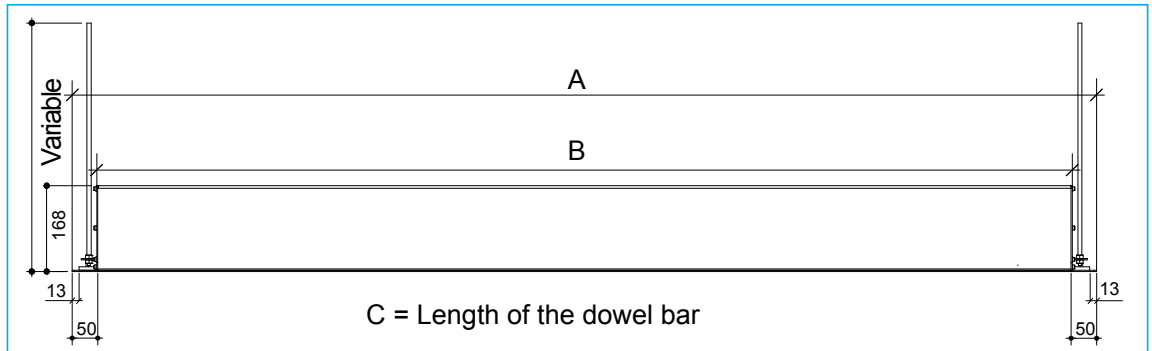 A
Variable
B
168
13
13
C = Length of the dowel bar
50
50